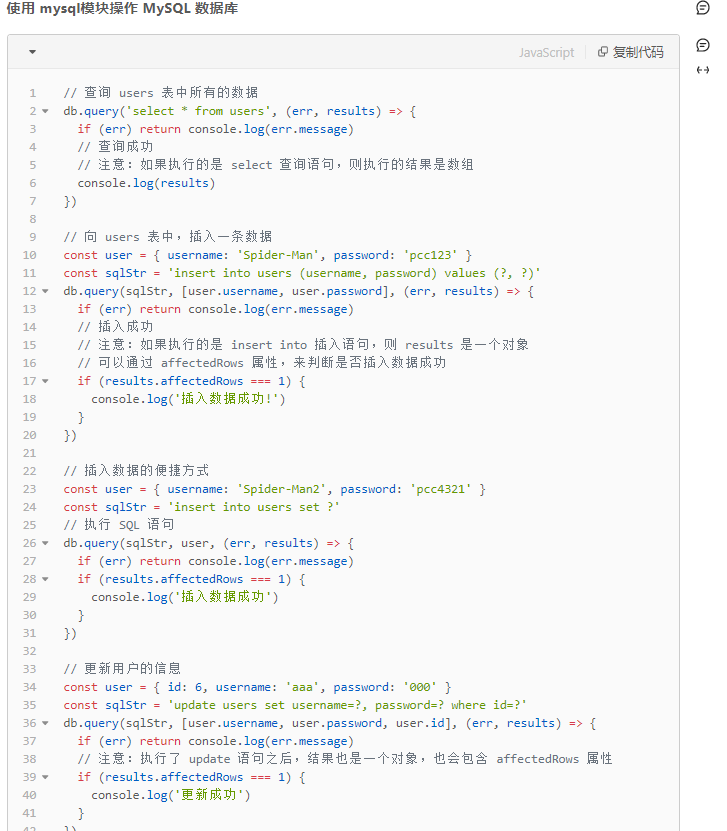 使用 mysql模块操作 MySQL 数据库
JavaScript 复制代码
1 // 查询 users 表中所有的数据
2 db.query('select * from users', (err, results) => {
3 if (err) return console.log(err.message)
4 // 查询成功
5 // 注意：如果执行的是 select 查询语句，则执行的结果是数组
6 console.log(results)
7 })
8
9 // 向 users 表中，插入一条数据
10 const user = { username: 'Spider-Man', password: 'pcc123' }
11 const sqlStr = 'insert into users (username, password) values (?, ?)'
12 db.query(sqlStr, [user.username, user.password], (err, results) => {
13 if (err) return console.log(err.message)
14 // 插入成功
15 // 注意：如果执行的是 insert into 插入语句，则 results 是一个对象
16 // 可以通过 affectedRows 属性，来判断是否插入数据成功
17 if (results.affectedRows === 1) {
18 console.log('插入数据成功!')
19 }
20 })
21
22 // 插入数据的便捷方式
23 const user = { username: 'Spider-Man2', password: 'pcc4321' }
24 const sqlStr = 'insert into users set ?'
25 // 执行 SQL 语句
26 db.query(sqlStr, user, (err, results) => {
27 if (err) return console.log(err.message)
28 if (results.affectedRows === 1) {
29 console.log('插入数据成功')
30 }
31 })
32
33 // 更新用户的信息
34 const user = { id: 6, username: 'aaa', password: '000' }
35 const sqlStr = 'update users set username=?, password=? where id=?'
36 db.query(sqlStr, [user.username, user.password, user.id], (err, results) => {
37 if (err) return console.log(err.message)
38 // 注意：执行了 update 语句之后，结果也是一个对象，也会包含 affectedRows 属性
39 if (results.affectedRows === 1) {
40 console.log('更新成功')
41 }
42 })